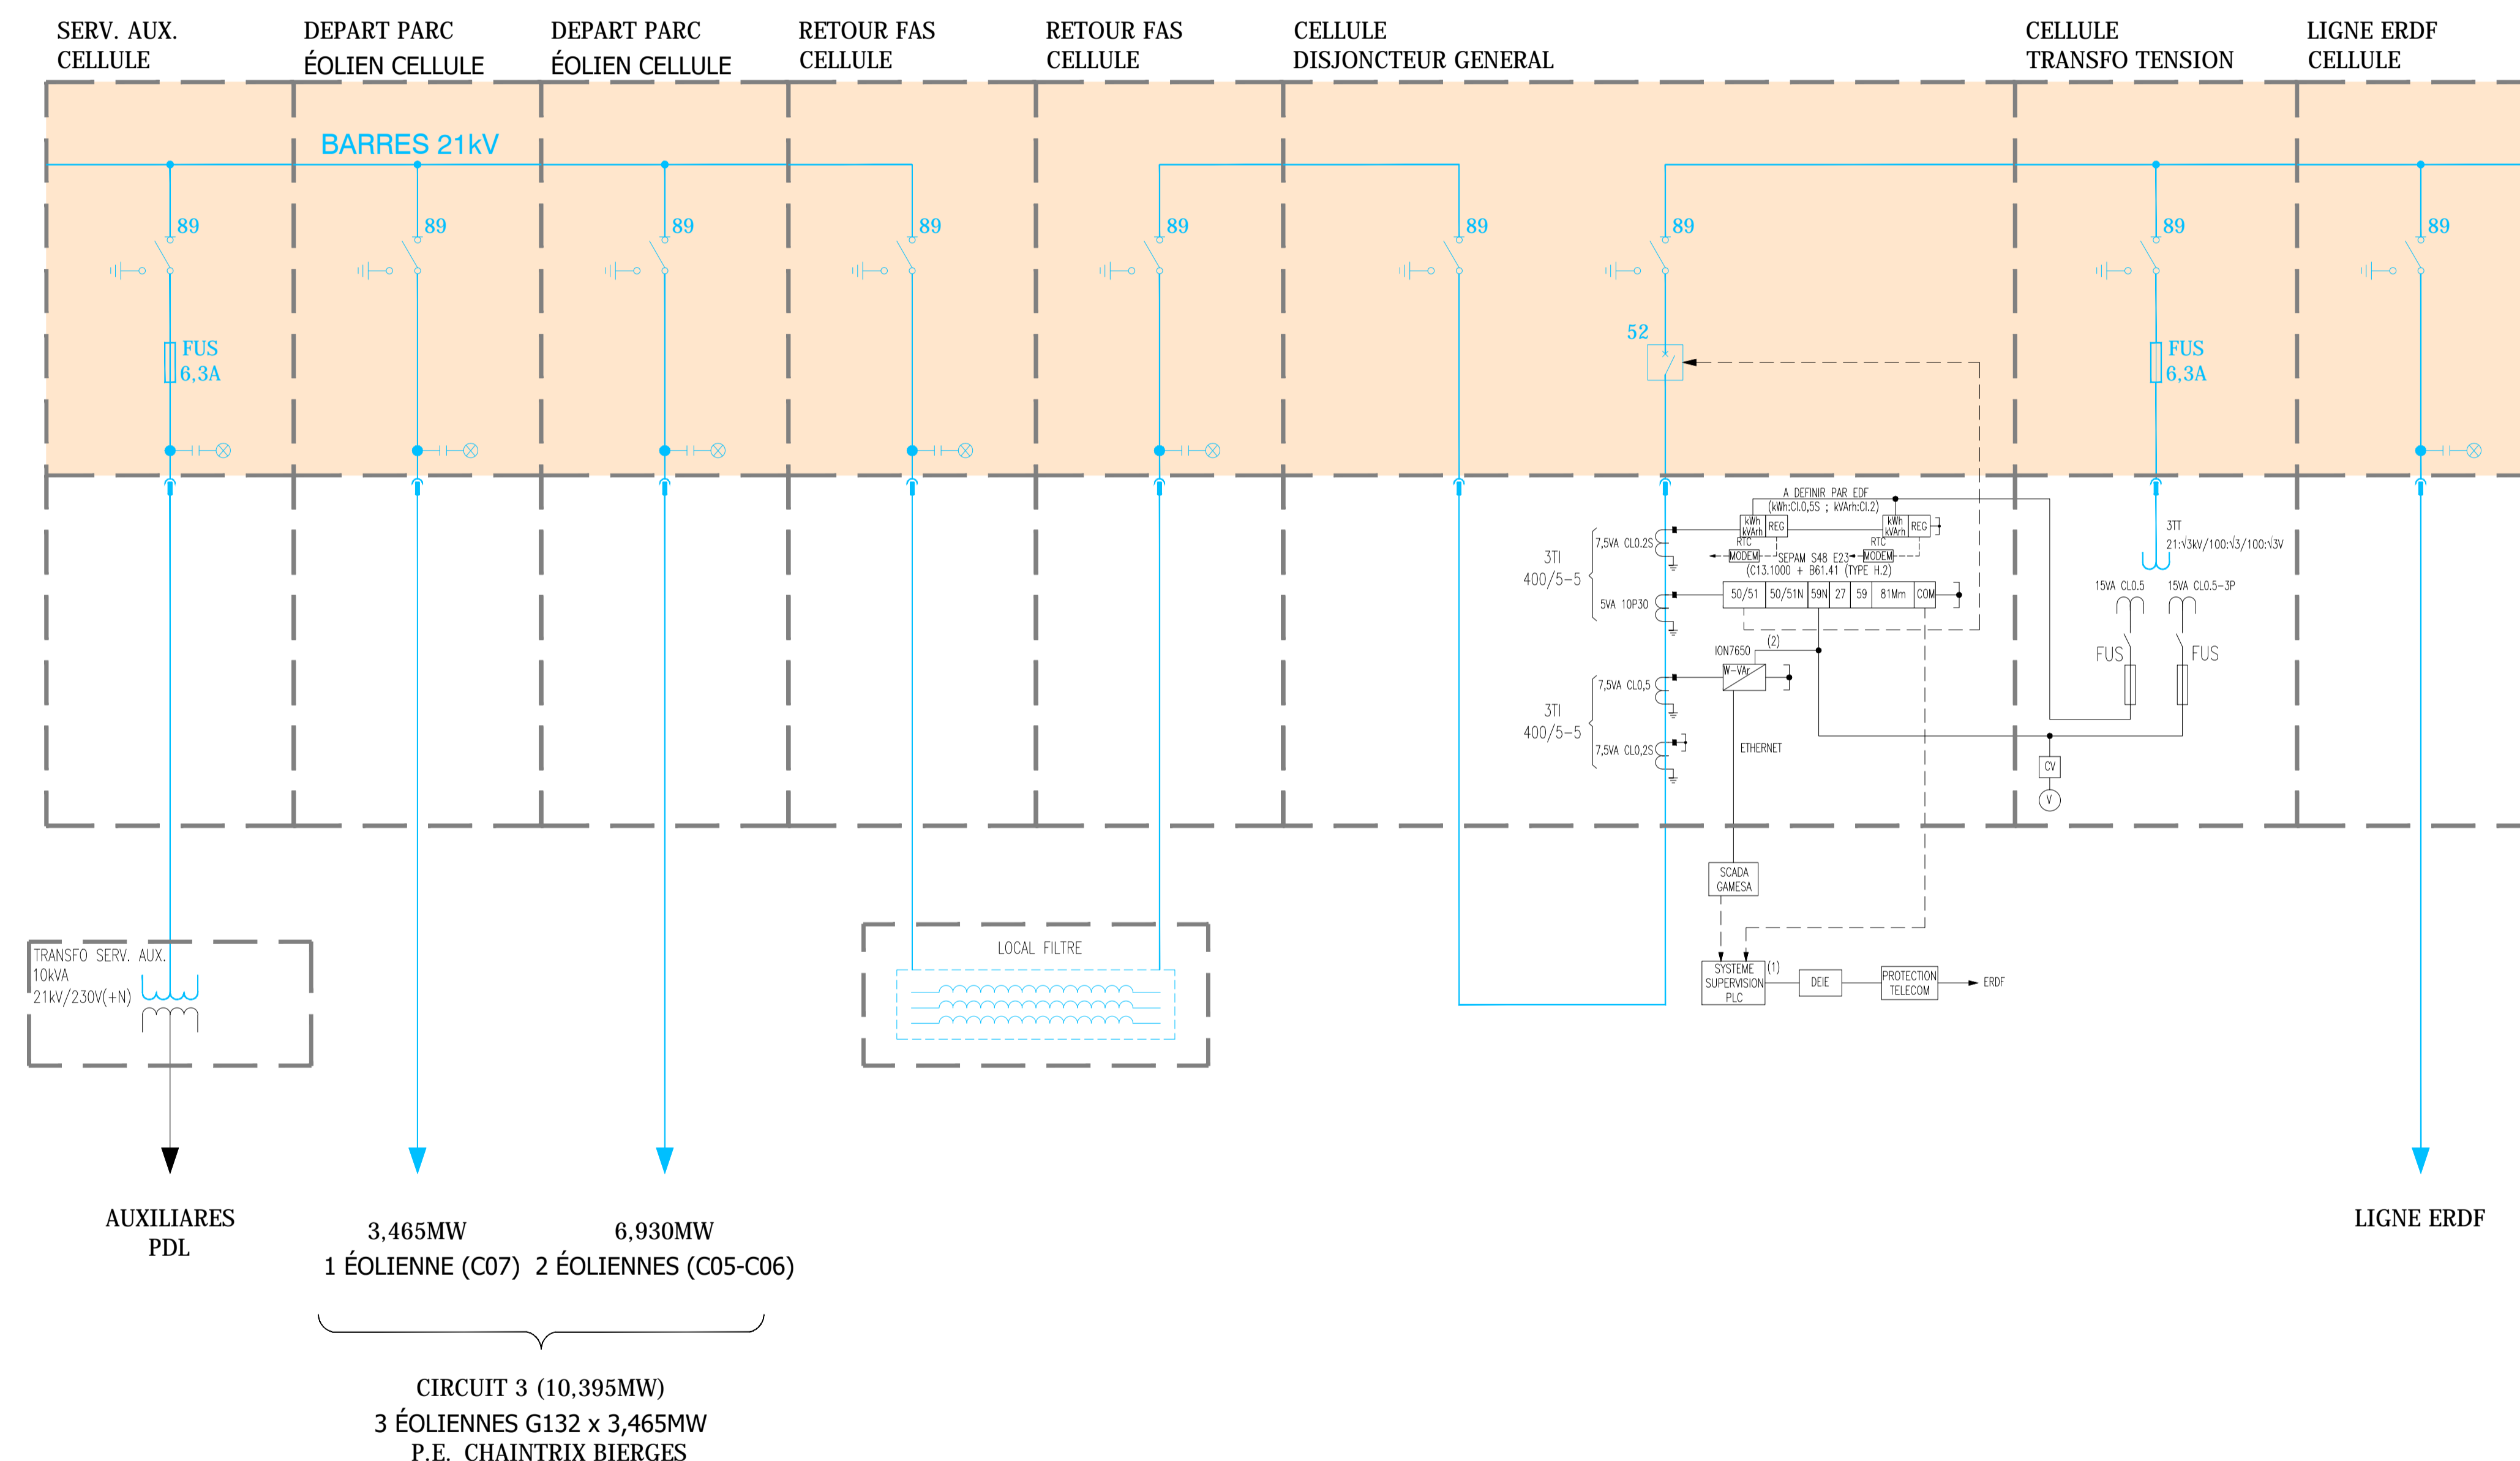 SERV. AUX.
CELLULE
DEPART PARC
ÉOLIEN CELLULE
DEPART PARC
ÉOLIEN CELLULE
RETOUR FAS
CELLULE
RETOUR FAS
CELLULE
CELLULE
DISJONCTEUR GENERAL
CELLULE
TRANSFO TENSION
LIGNE ERDF
CELLULE
BARRES 21kV
89
89
89
89
89
89
89
89
89
52
FUS
6,3A
FUS
6,3A
A DEFINIR PAR EDF
(kWh:Cl.0,5S ; kVArh:Cl.2)
kWh
kVArh
REG
kWh
kVArh
REG
RTC
MODEM
RTC
MODEM
SEPAM S48 E23
(C13.1000 + B61.41 (TYPE H.2)
3TI
400/5-5
7,5VA CL0.2S
5VA 10P30
50/51
50/51N
59N
27
59
81Mm
COM
(2)
ION7650
W-VAr
3TI
400/5-5
7,5VA CL0,5
7,5VA CL0,2S
ETHERNET
3TT
21:√3kV/100:√3/100:√3V
15VA CL0.5
15VA CL0.5-3P
FUS
FUS
CV
V
SCADA
GAMESA
SYSTEME
SUPERVISION
PLC
(1)
DEIE
PROTECTION
TELECOM
ERDF
TRANSFO SERV. AUX.
10kVA
21kV/230V(+N)
LOCAL FILTRE
AUXILIARES
PDL
3,465MW
1 ÉOLIENNE (C07)
6,930MW
2 ÉOLIENNES (C05-C06)
LIGNE ERDF
CIRCUIT 3 (10,395MW)
3 ÉOLIENNES G132 x 3,465MW
P.E. CHAINTRIX BIERGES